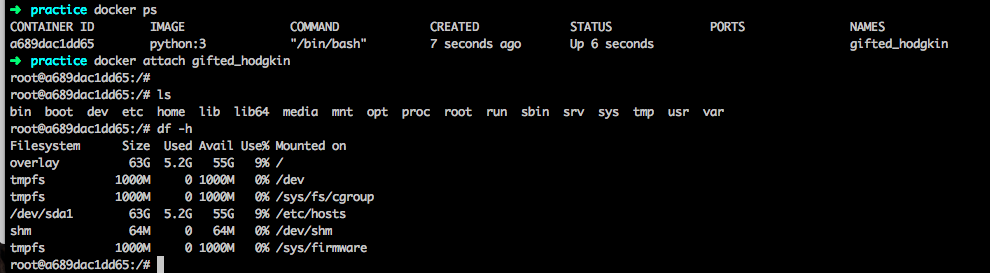 ➜ practice docker ps
CONTAINER ID        IMAGE               COMMAND             CREATED             STATUS              PORTS               NAMES
a689dac1dd65        python:3            "/bin/bash"         7 seconds ago       Up 6 seconds                            gifted_hodgkin
➜ practice docker attach gifted_hodgkin
root@a689dac1dd65:/#
root@a689dac1dd65:/# ls
bin  boot  dev  etc  home  lib  lib64  media  mnt  opt  proc  root  run  sbin  srv  sys  tmp  usr  var
root@a689dac1dd65:/# df -h
Filesystem      Size  Used Avail Use% Mounted on
overlay          63G  5.2G   55G   9% /
tmpfs          1000M     0 1000M   0% /dev
tmpfs          1000M     0 1000M   0% /sys/fs/cgroup
/dev/sda1        63G  5.2G   55G   9% /etc/hosts
shm              64M     0   64M   0% /dev/shm
tmpfs          1000M     0 1000M   0% /sys/firmware
root@a689dac1dd65:/#